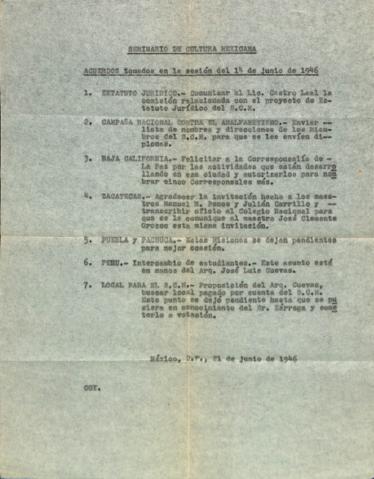 SEMINARIO DE CULTURA MEXICANA
ACUERDOS tomados en la sesión del 14 de junio de 1946
1. ESTATUTO JURIDICO.- Comunicar al Lic. Castro Leal la
comisión relacionada con el proyecto de Es-
tatuto Jurídico del S.C.M.
2. CAMPAÑA NACIONAL CONTRA EL ANALFABETISMO.- Enviar --
lista de nombres y direcciones de los Miem-
bros del S.C.M. para que se les envíen di-
plomas.
3. BAJA CALIFORNIA.- Felicitar a la Corresponsalía de -
La Paz por las actividades que están desarro
llando en esa ciudad y autorizarlos para nom
brar cinco Corresponsales más.
4. ZACATECAS.- Agradecer la invitación hecha a los maes-
tros Manuel M. Ponce y Julián Carrillo y --
transcribir oficio al Colegio Nacional para
que se la comunique al maestro José Clemente
Orozco esta misma invitación.
5. PUEBLA y PACHUCA.- Estas Misiones se dejan pendientes
para mejor ocasión.
6. PERU.- Intercambio de estudiantes.- Este asunto está
en manos del Arq. José Luis Cuevas.
7. LOCAL PARA EL S.C.M.- Proposición del Arq. Cuevas,
buscar local pagado por cuenta del S.C.M.
Este punto se dejó pendiente hasta que se pu
siera en conocimiento del Dr. Zárraga y some
terlo a votación.
México, D.F., 21 de junio de 1946